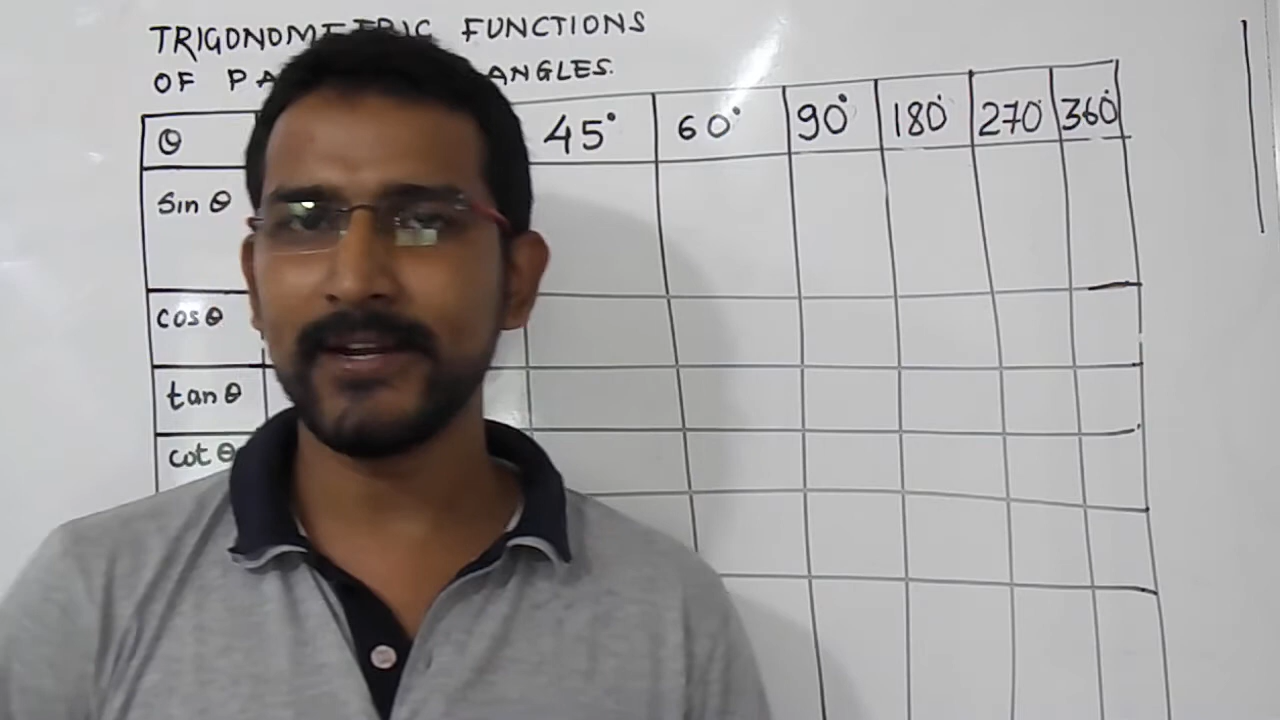 TRIGONOMETRIC FUNCTIONS
OF ANGLES.
θ 45° 60° 90° 180° 270° 360°
sin θ
cos θ
tan θ
cot θ